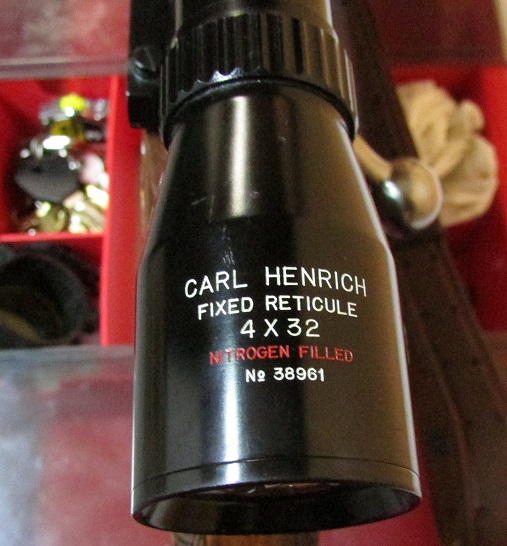 CARL HENRICH
FIXED RETICULE
4 X 32
NITROGEN FILLED
№ 38961